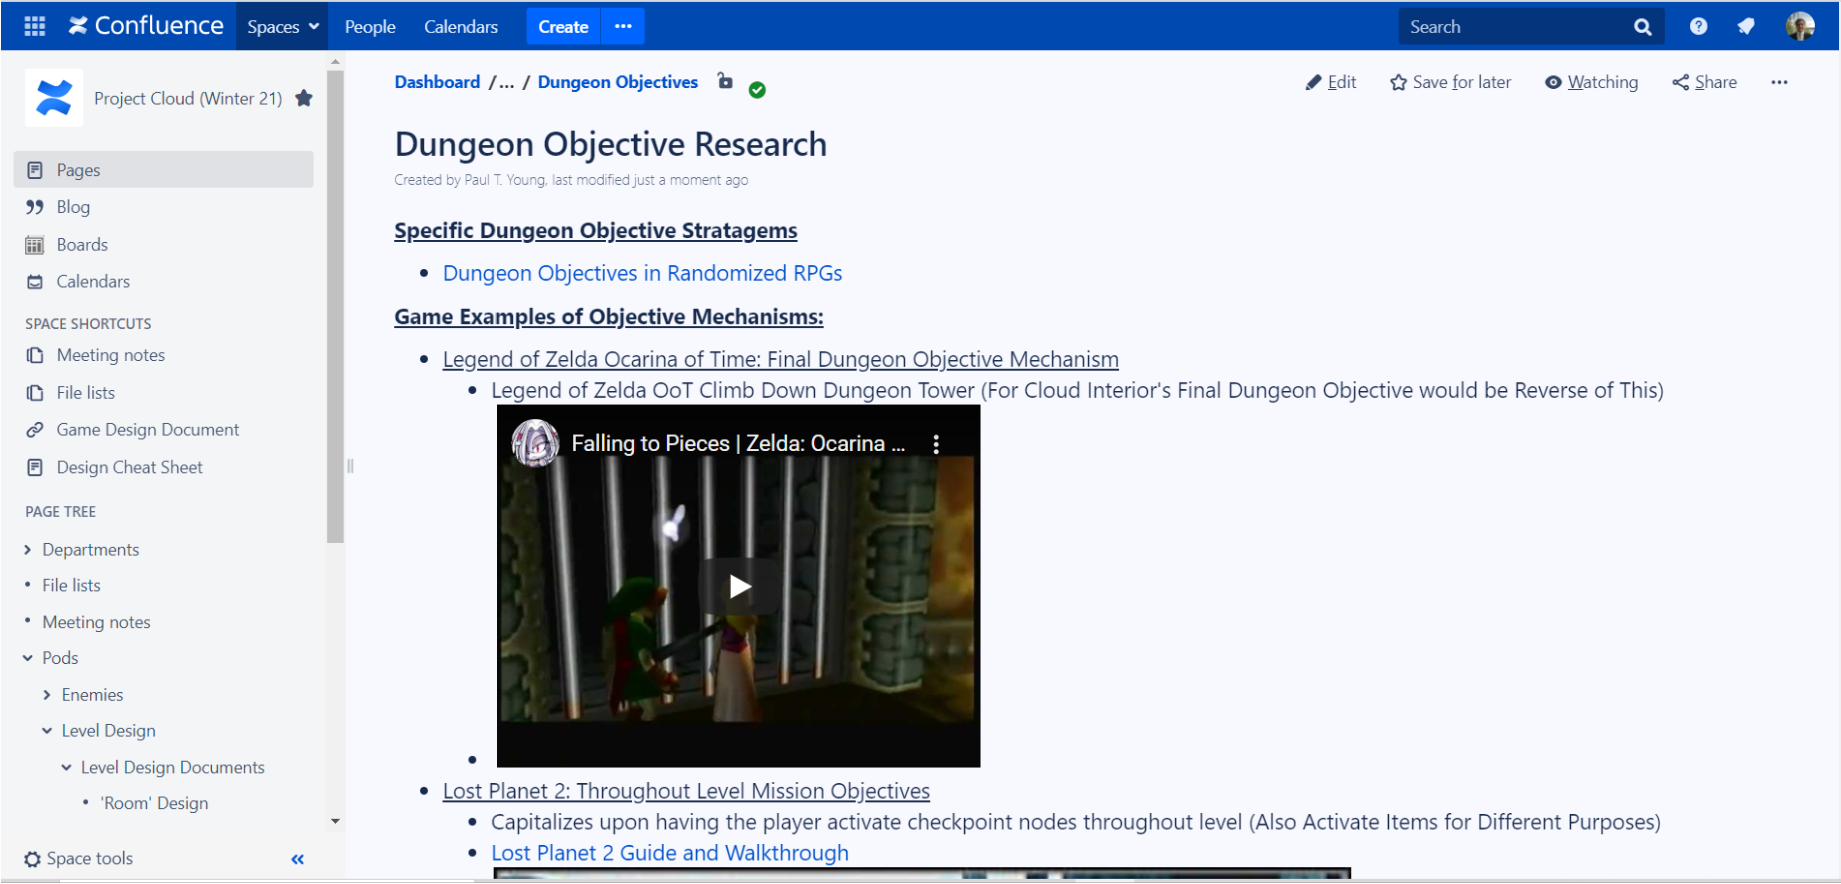 Confluence Spaces People Calendars Create ··· Search
Project Cloud (Winter 21)
Pages
Blog
Boards
Calendars
SPACE SHORTCUTS
Meeting notes
File lists
Game Design Document
Design Cheat Sheet
PAGE TREE
Departments
File lists
Meeting notes
Pods
Enemies
Level Design
Level Design Documents
'Room' Design
Space tools
Dashboard /... / Dungeon Objectives
Edit Save for later Watching Share ···
Dungeon Objective Research
Created by Paul T. Young, last modified just a moment ago
Specific Dungeon Objective Stratagems
• Dungeon Objectives in Randomized RPGs
Game Examples of Objective Mechanisms:
• Legend of Zelda Ocarina of Time: Final Dungeon Objective Mechanism
• Legend of Zelda OoT Climb Down Dungeon Tower (For Cloud Interior's Final Dungeon Objective would be Reverse of This)
Falling to Pieces | Zelda: Ocarina ...
• Lost Planet 2: Throughout Level Mission Objectives
• Capitalizes upon having the player activate checkpoint nodes throughout level (Also Activate Items for Different Purposes)
• Lost Planet 2 Guide and Walkthrough